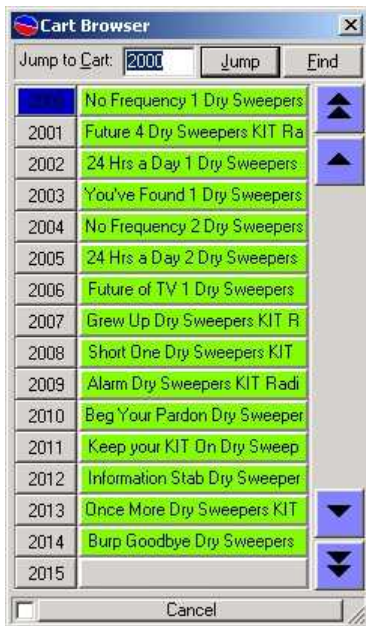 Cart Browser
Jump to Cart: 2000 Jump Find
2000 No Frequency 1 Dry Sweepers
2001 Future 4 Dry Sweepers KIT Ra
2002 24 Hrs a Day 1 Dry Sweepers
2003 You've Found 1 Dry Sweepers
2004 No Frequency 2 Dry Sweepers
2005 24 Hrs a Day 2 Dry Sweepers
2006 Future of TV 1 Dry Sweepers
2007 Grew Up Dry Sweepers KIT R
2008 Short One Dry Sweepers KIT
2009 Alarm Dry Sweepers KIT Radi
2010 Beg Your Pardon Dry Sweeper
2011 Keep your KIT On Dry Sweep
2012 Information Stab Dry Sweeper
2013 Once More Dry Sweepers KIT
2014 Burp Goodbye Dry Sweepers
2015
Cancel